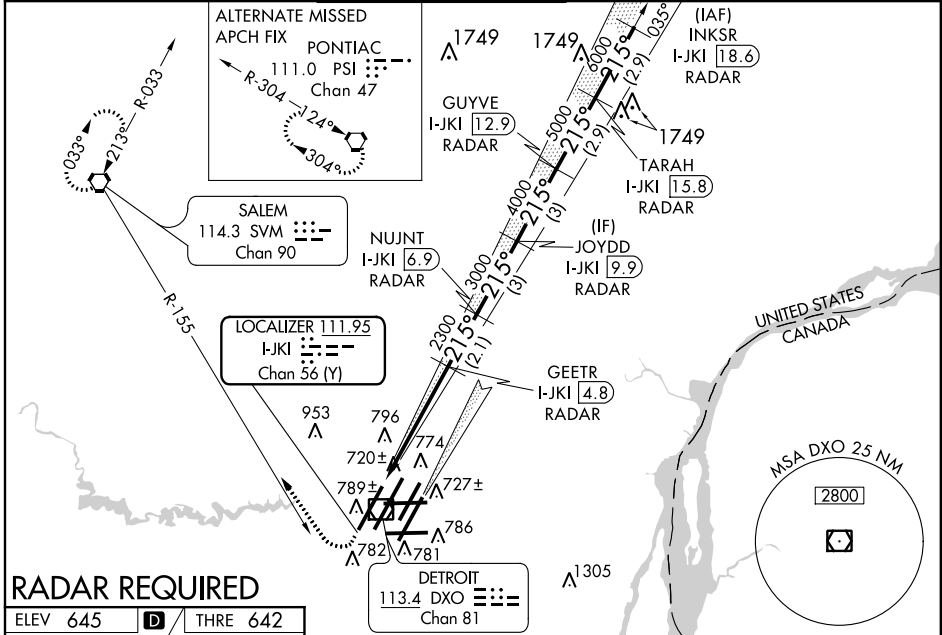 ALTERNATE MISSED
APCH FIX
PONTIAC
111.0 PSI
Chan 47
R-304
124°
304°
1749
1749
6000
215°
035°
(2.9)
(IAF)
INKSR
I-JKI 18.6
RADAR
R-033
213°
033°
GUYVE
I-JKI 12.9
RADAR
5000
215°
(2.9)
1749
TARAH
I-JKI 15.8
RADAR
SALEM
114.3 SVM
Chan 90
4000
215°
(3)
(IF)
JOYDD
I-JKI 9.9
RADAR
NUJNT
I-JKI 6.9
RADAR
3000
215°
(3)
R-155
LOCALIZER 111.95
I-JKI
Chan 56 (Y)
2300
215°
(2.1)
GEETR
I-JKI 4.8
RADAR
UNITED STATES
CANADA
953
796
774
720±
789±
727±
786
782
781
1305
MSA DXO 25 NM
2800
DETROIT
113.4 DXO
Chan 81
RADAR REQUIRED
ELEV 645 D THRE 642